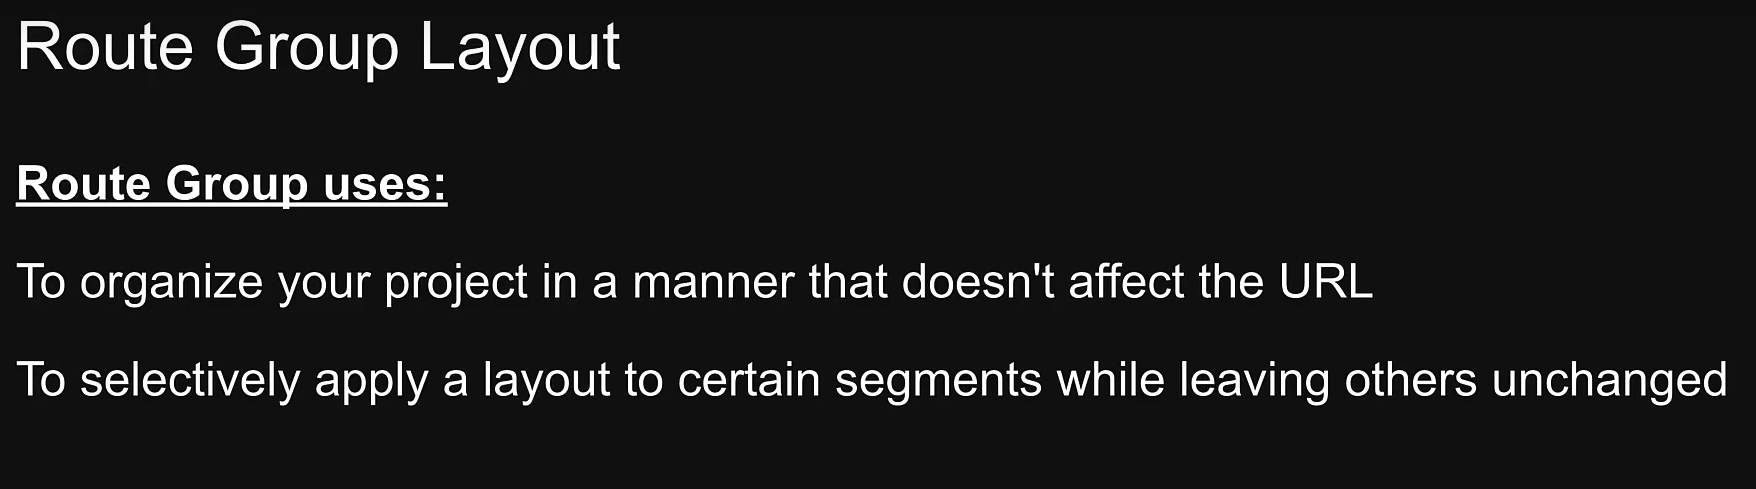 Route Group Layout
Route Group uses:
To organize your project in a manner that doesn't affect the URL
To selectively apply a layout to certain segments while leaving others unchanged